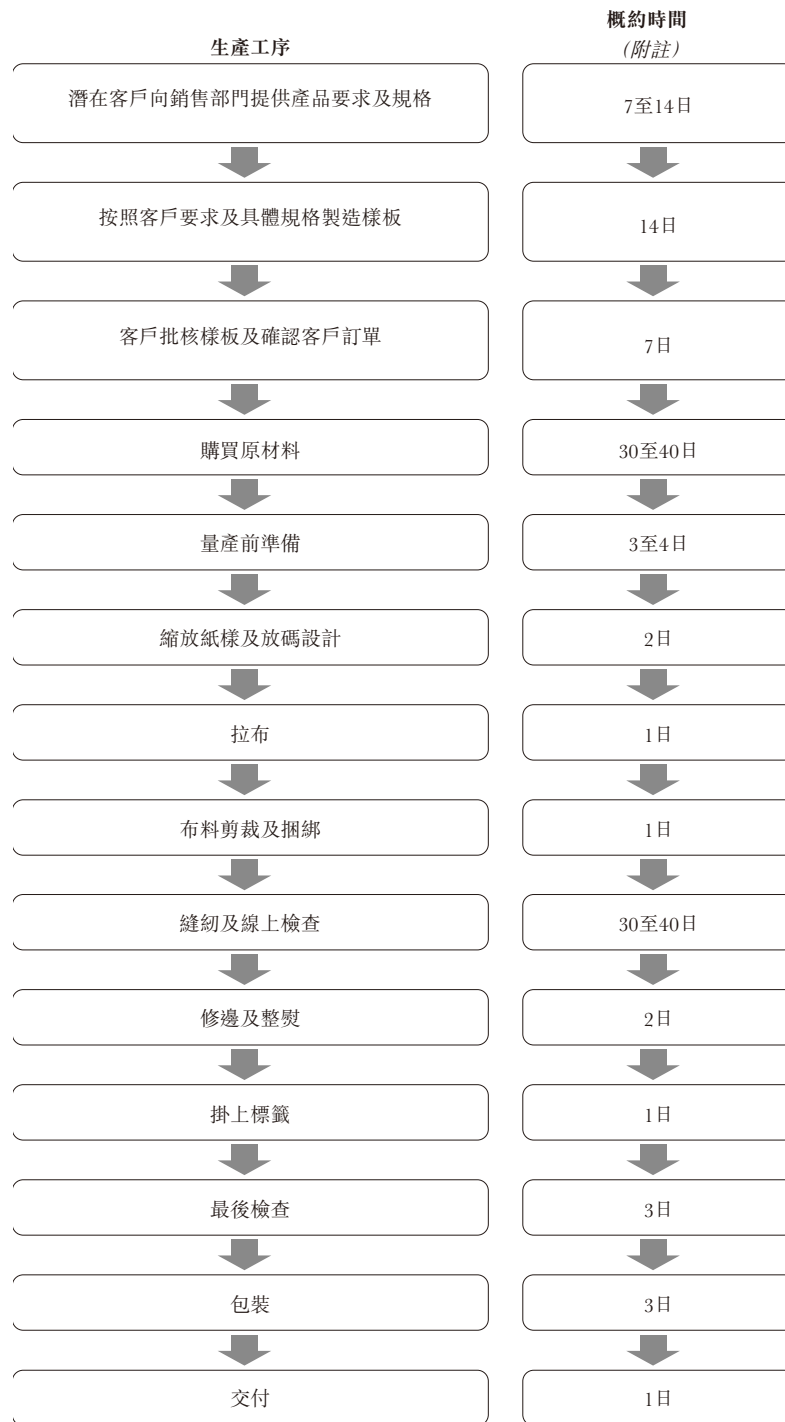 生產工序
概約時間
(附註)
潛在客戶向銷售部門提供產品要求及規格
7至14日
按照客戶要求及具體規格製造樣板
14日
客戶批核樣板及確認客戶訂單
7日
購買原材料
30至40日
量產前準備
3至4日
縮放紙樣及放碼設計
2日
拉布
1日
布料剪裁及捆綁
1日
縫紉及線上檢查
30至40日
修邊及整熨
2日
掛上標籤
1日
最後檢查
3日
包裝
3日
交付
1日